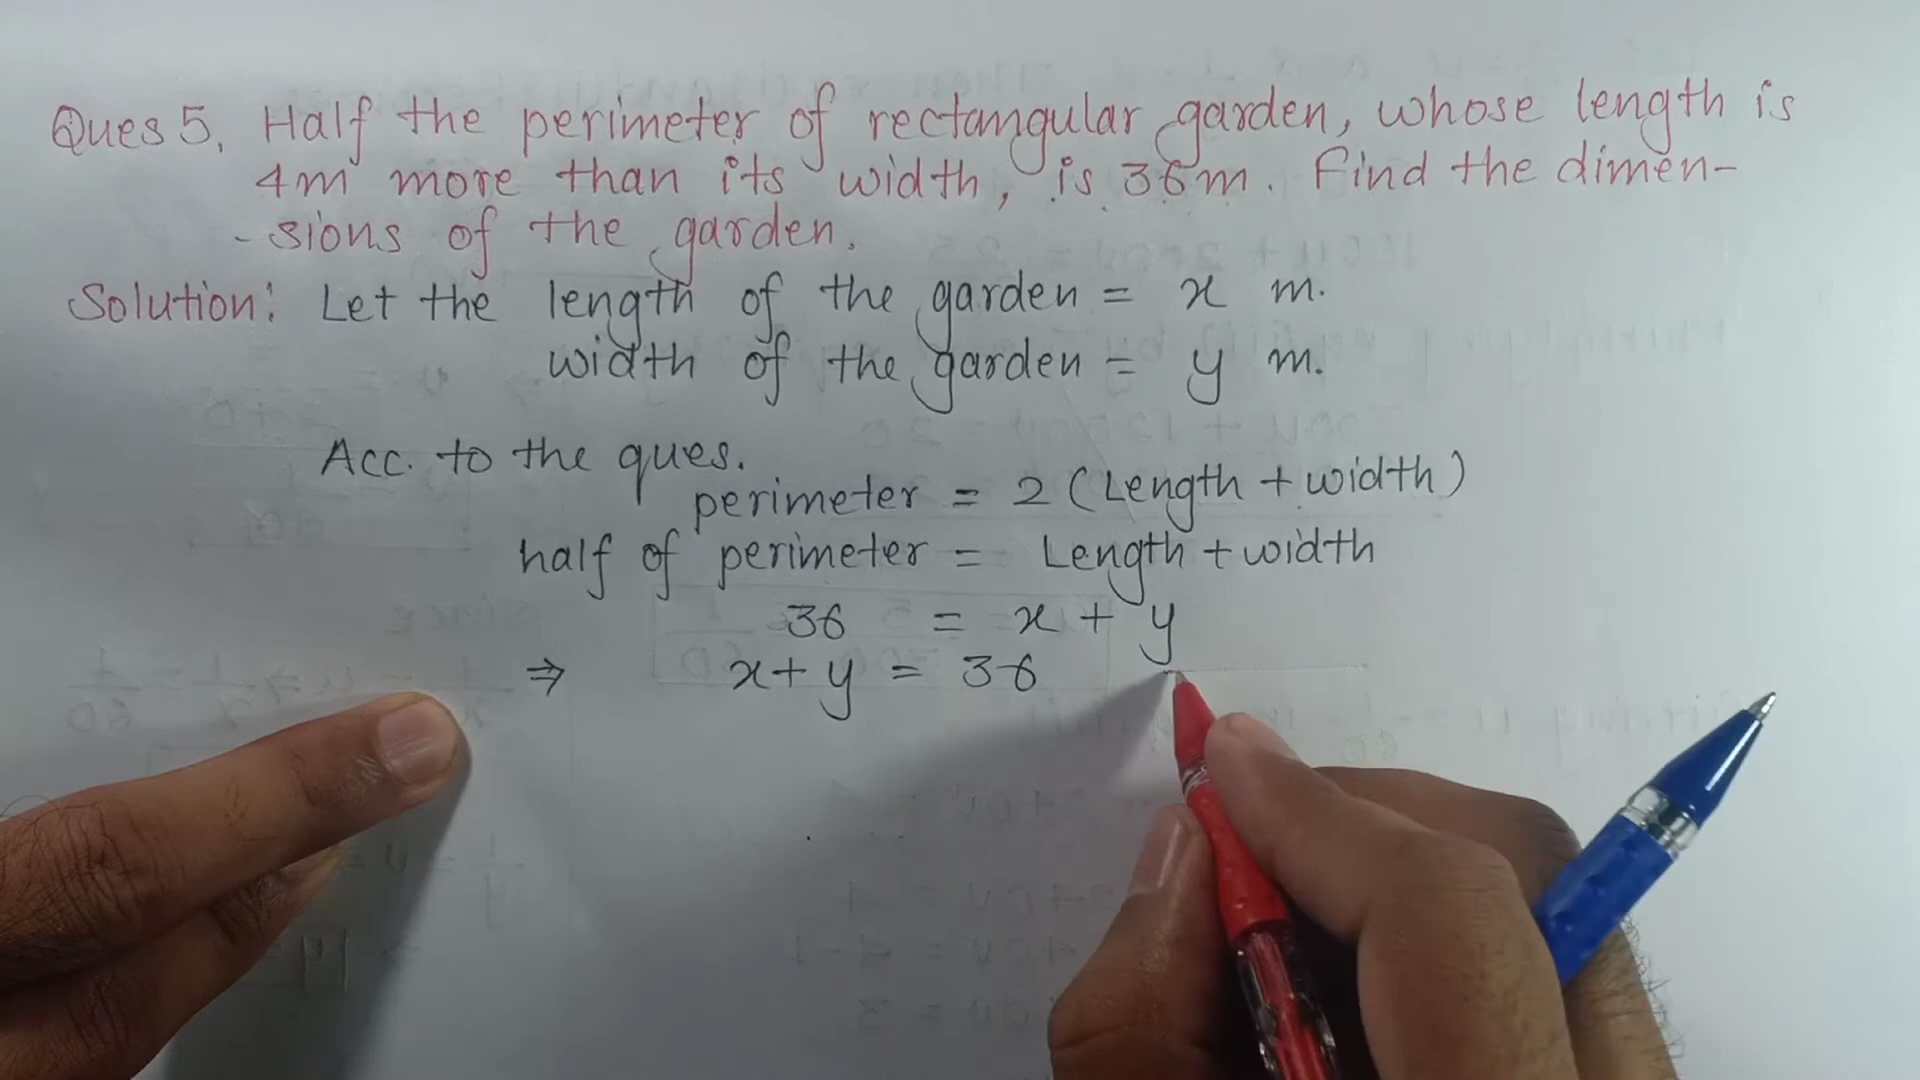 Ques 5, Half the perimeter of rectangular garden, whose length is
4m more than its width, is 36m. Find the dimen-
-sions of the garden.
Solution: Let the length of the garden = x m.
width of the garden = y m.
Acc. to the ques.
perimeter = 2 (Length + width)
half of perimeter = Length + width
36 = x + y
⇒ x + y = 36